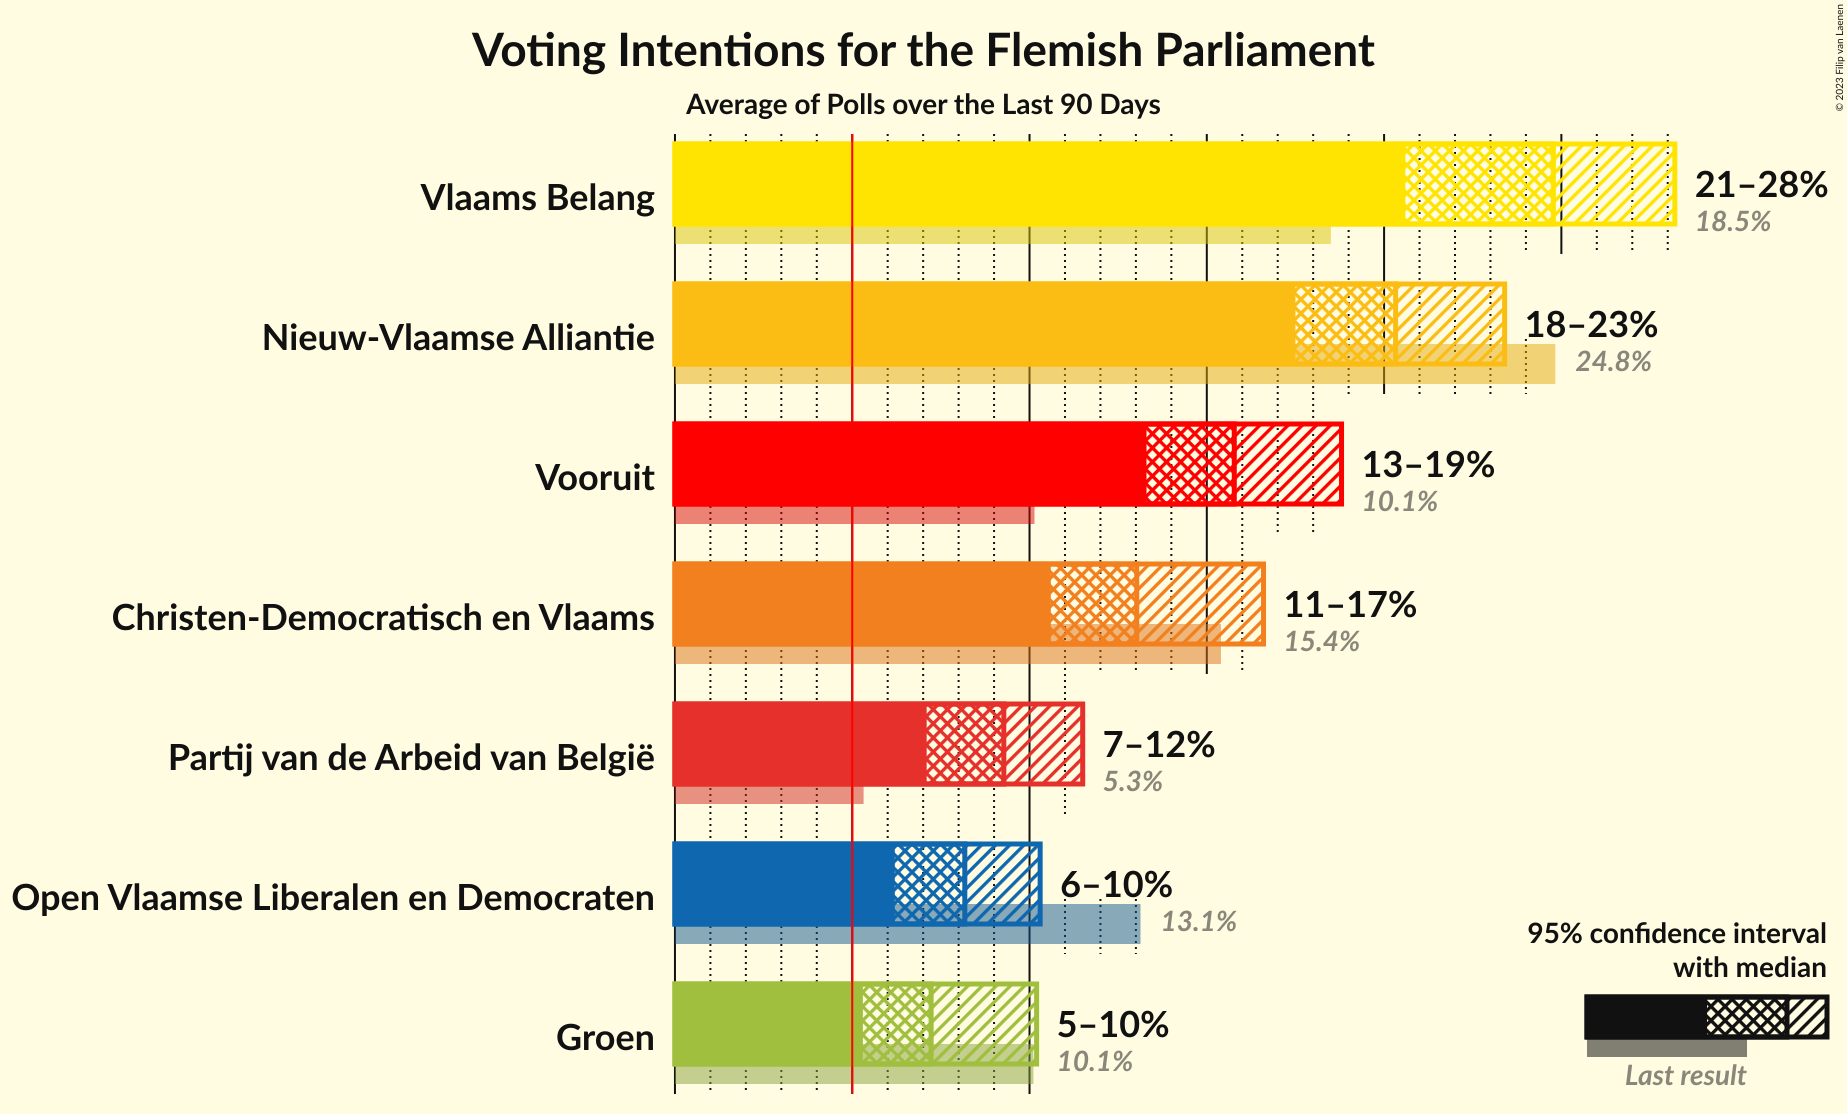 Voting Intentions for the Flemish Parliament
Average of Polls over the Last 90 Days
© 2023 Filip van Laenen
Vlaams Belang
21–28%
18.5%
Nieuw-Vlaamse Alliantie
18–23%
24.8%
Vooruit
13–19%
10.1%
Christen-Democratisch en Vlaams
11–17%
15.4%
Partij van de Arbeid van België
7–12%
5.3%
Open Vlaamse Liberalen en Democraten
6–10%
13.1%
Groen
5–10%
10.1%
95% confidence interval
with median
Last result